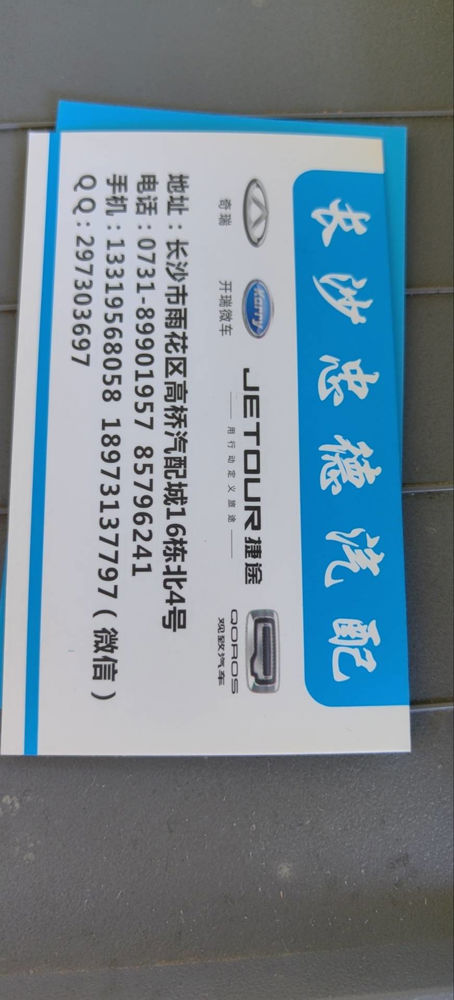 长沙忠德汽配
奇瑞
Karry
开瑞微车
JETOUR 捷途
用行动定义旅途
QOROS
观致汽车
地址：长沙市雨花区高桥汽配城16栋北4号
电话：0731-89901957 85796241
手机：13319568058 18973137797（微信）
QQ：297303697